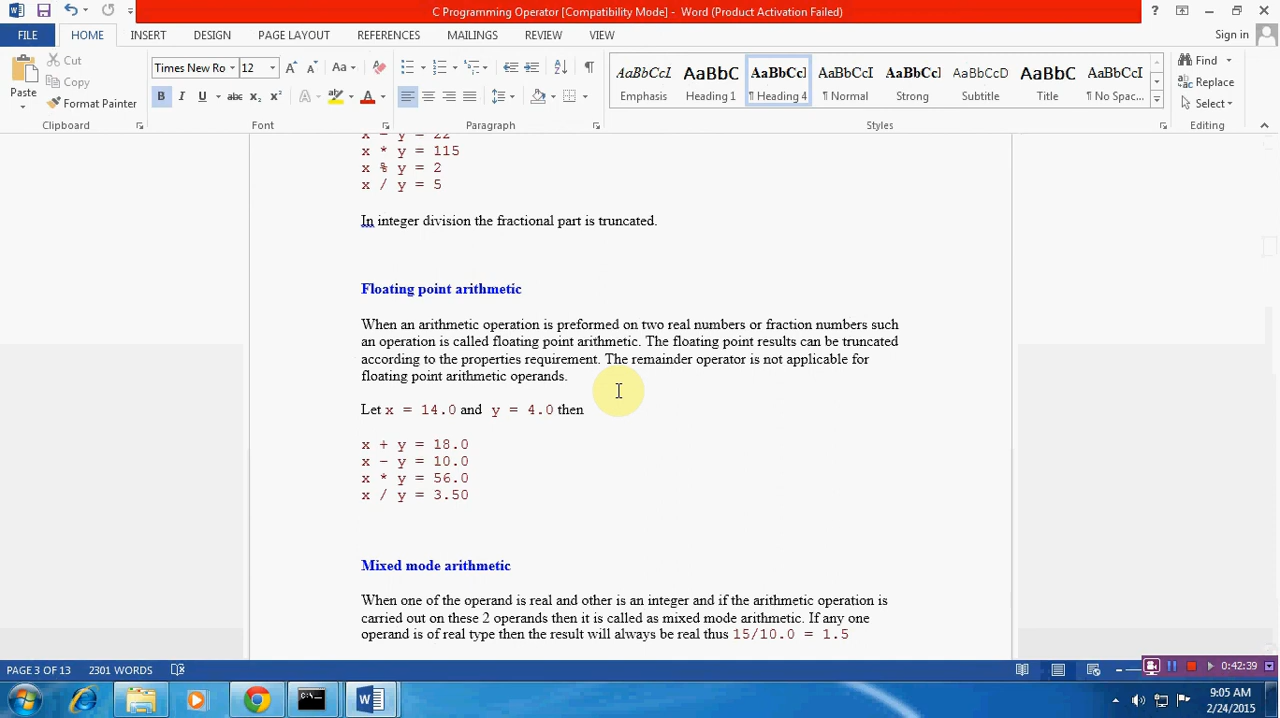 C Programming Operator [Compatibility Mode] - Word (Product Activation Failed)
FILE HOME INSERT DESIGN PAGE LAYOUT REFERENCES MAILINGS REVIEW VIEW Sign in
Paste
Cut
Copy
Format Painter
Clipboard
Times New Ro 12
Font
Paragraph
AaBbCcI AaBbC AaBbCcI AaBbCcI AaBbCcI AaBbCcD AaBbC AaBbCcI
Emphasis Heading 1 ¶ Heading 4 ¶ Normal Strong Subtitle Title ¶ No Spac...
Styles
Find
Replace
Select
Editing
x - y = 22
x * y = 115
x % y = 2
x / y = 5
In integer division the fractional part is truncated.
Floating point arithmetic
When an arithmetic operation is preformed on two real numbers or fraction numbers such
an operation is called floating point arithmetic. The floating point results can be truncated
according to the properties requirement. The remainder operator is not applicable for
floating point arithmetic operands.
Let x = 14.0 and y = 4.0 then
x + y = 18.0
x - y = 10.0
x * y = 56.0
x / y = 3.50
Mixed mode arithmetic
When one of the operand is real and other is an integer and if the arithmetic operation is
carried out on these 2 operands then it is called as mixed mode arithmetic. If any one
operand is of real type then the result will always be real thus 15/10.0 = 1.5
PAGE 3 OF 13 2301 WORDS
0:42:39
9:05 AM
2/24/2015